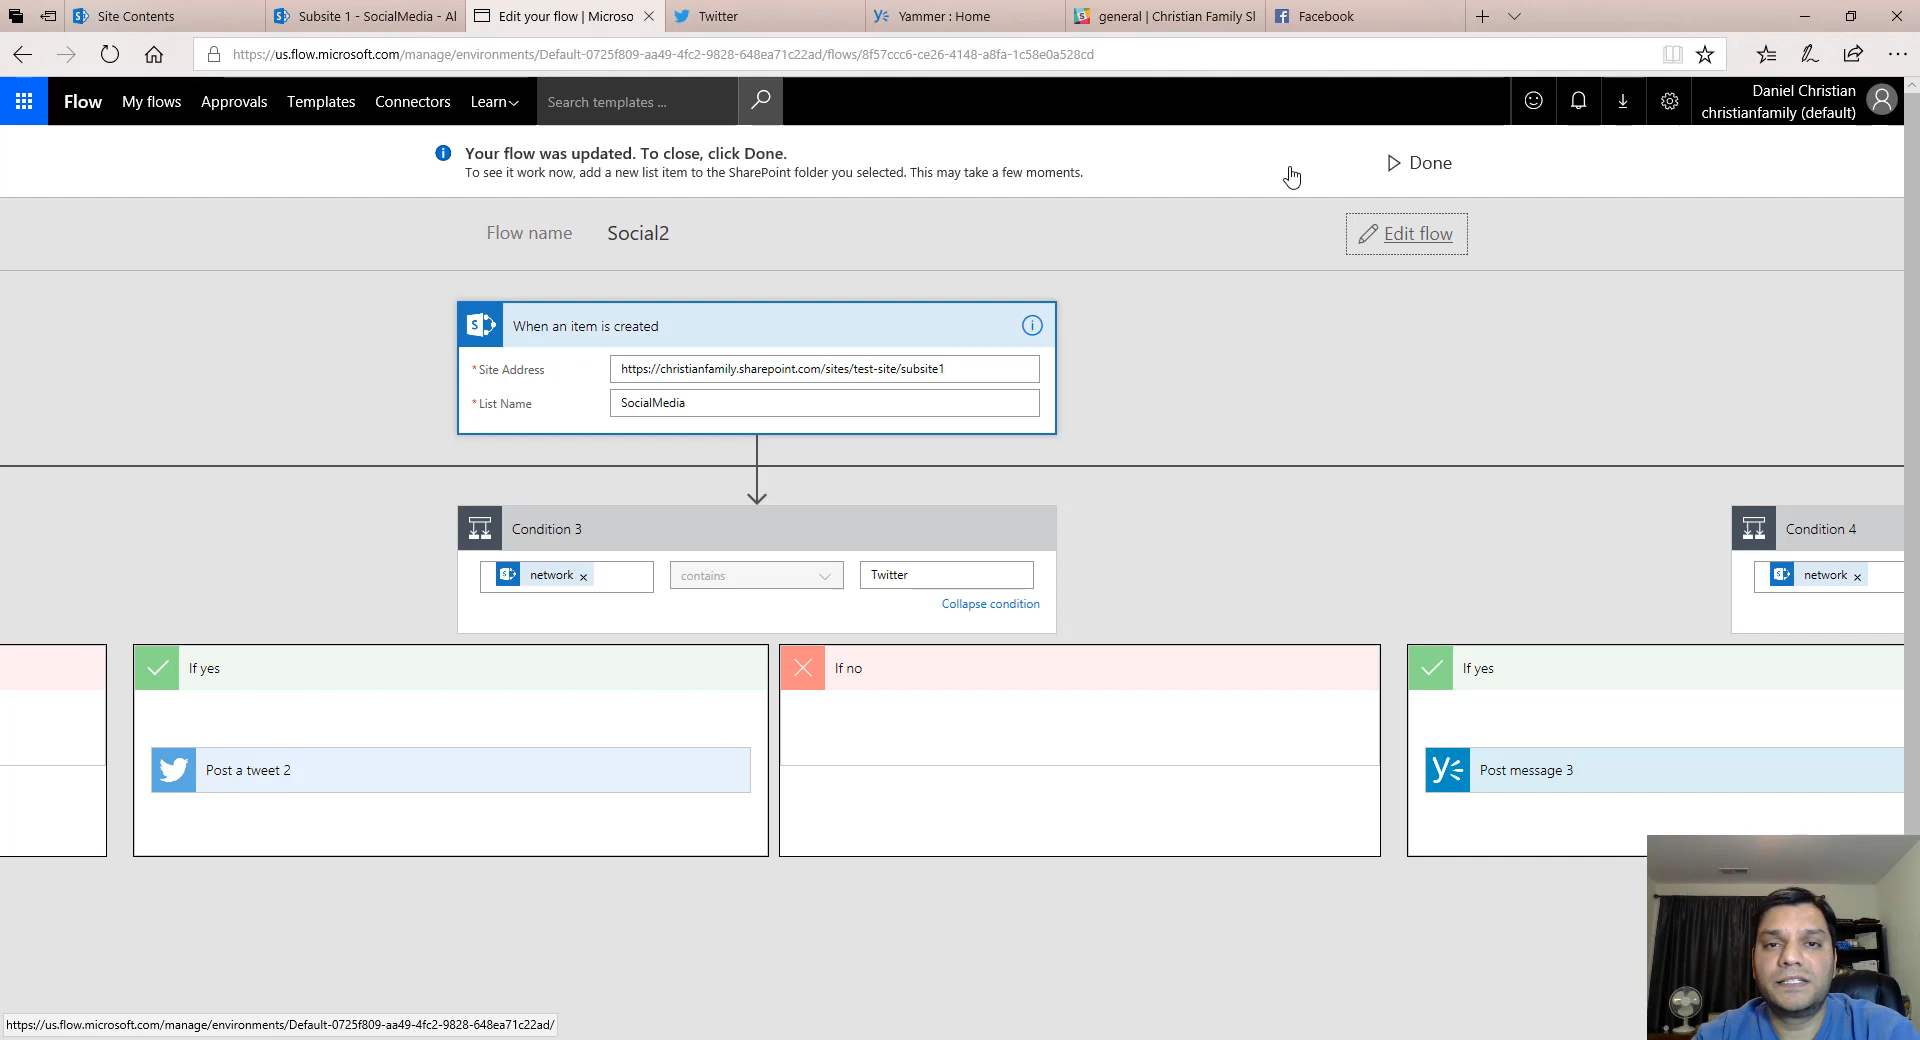 Site Contents
Subsite 1 - SocialMedia - Al
Edit your flow | Microso
Twitter
Yammer : Home
general | Christian Family Sl
Facebook
https://us.flow.microsoft.com/manage/environments/Default-0725f809-aa49-4fc2-9828-648ea71c22ad/flows/8f57ccc6-ce26-4148-a8fa-1c58e0a528cd
Flow
My flows
Approvals
Templates
Connectors
Learn
Search templates ...
Daniel Christian
christianfamily (default)
Your flow was updated. To close, click Done.
To see it work now, add a new list item to the SharePoint folder you selected. This may take a few moments.
Done
Flow name
Social2
Edit flow
When an item is created
* Site Address
https://christianfamily.sharepoint.com/sites/test-site/subsite1
* List Name
SocialMedia
Condition 3
network
contains
Twitter
Collapse condition
Condition 4
network
If yes
If no
If yes
Post a tweet 2
Post message 3
https://us.flow.microsoft.com/manage/environments/Default-0725f809-aa49-4fc2-9828-648ea71c22ad/